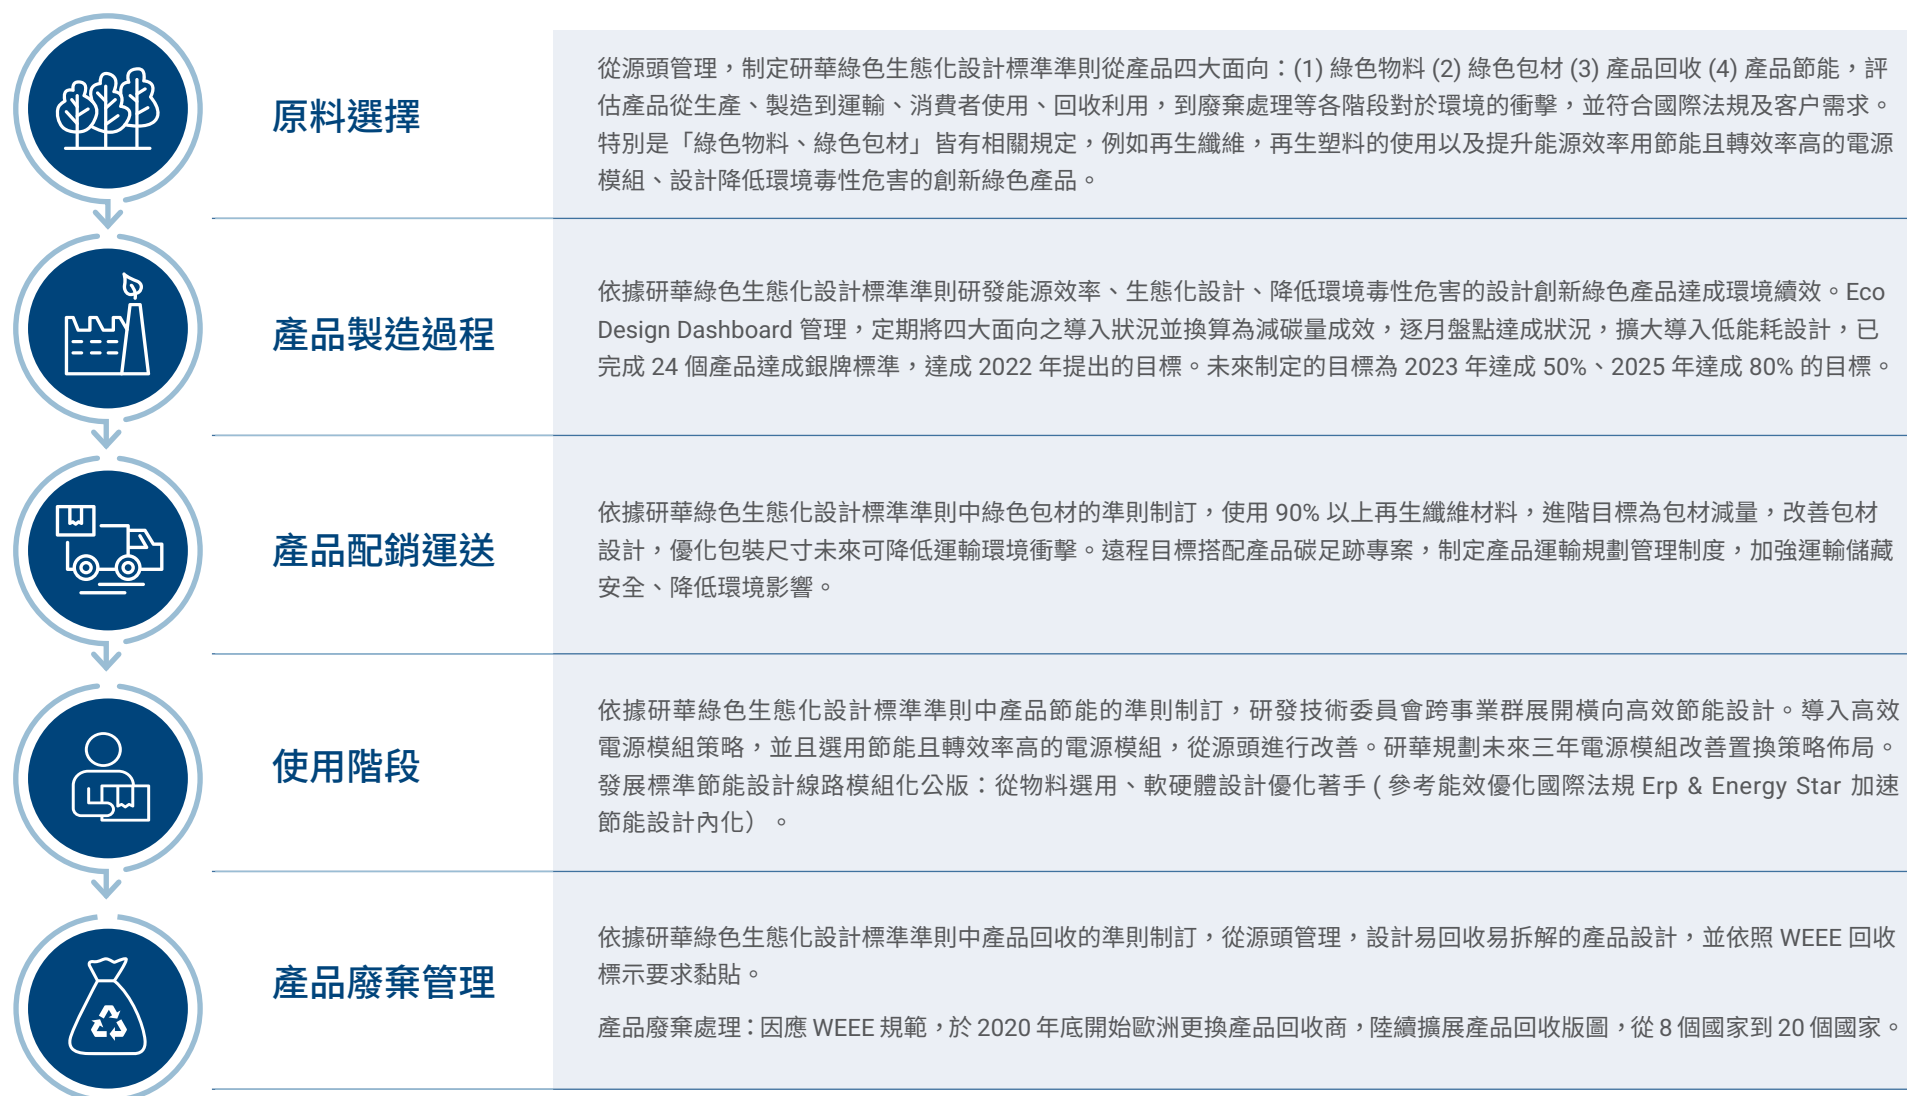 原料選擇
從源頭管理，制定研華綠色生態化設計標準準則從產品四大面向：(1) 綠色物料 (2) 綠色包材 (3) 產品回收 (4) 產品節能，評
估產品從生產、製造到運輸、消費者使用、回收利用，到廢棄處理等各階段對於環境的衝擊，並符合國際法規及客户需求。
特別是「綠色物料、綠色包材」皆有相關規定，例如再生纖維，再生塑料的使用以及提升能源效率用節能且轉效率高的電源
模組、設計降低環境毒性危害的創新綠色產品。
產品製造過程
依據研華綠色生態化設計標準準則研發能源效率、生態化設計、降低環境毒性危害的設計創新綠色產品達成環境績效。Eco
Design Dashboard 管理，定期將四大面向之導入狀況並換算為減碳量成效，逐月盤點達成狀況，擴大導入低能耗設計，已
完成 24 個產品達成銀牌標準，達成 2022 年提出的目標。未來制定的目標為 2023 年達成 50%、2025 年達成 80% 的目標。
產品配銷運送
依據研華綠色生態化設計標準準則中綠色包材的準則制訂，使用 90% 以上再生纖維材料，進階目標為包材減量，改善包材
設計，優化包裝尺寸未來可降低運輸環境衝擊。遠程目標搭配產品碳足跡專案，制定產品運輸規劃管理制度，加強運輸儲藏
安全、降低環境影響。
使用階段
依據研華綠色生態化設計標準準則中產品節能的準則制訂，研發技術委員會跨事業群展開橫向高效節能設計。導入高效
電源模組策略，並且選用節能且轉效率高的電源模組，從源頭進行改善。研華規劃未來三年電源模組改善置換策略佈局。
發展標準節能設計線路模組化公版：從物料選用、軟硬體設計優化著手 ( 參考能效優化國際法規 Erp & Energy Star 加速
節能設計內化）。
產品廢棄管理
依據研華綠色生態化設計標準準則中產品回收的準則制訂，從源頭管理，設計易回收易拆解的產品設計，並依照 WEEE 回收
標示要求黏貼。
產品廢棄處理：因應 WEEE 規範，於 2020 年底開始歐洲更換產品回收商，陸續擴展產品回收版圖，從 8 個國家到 20 個國家。